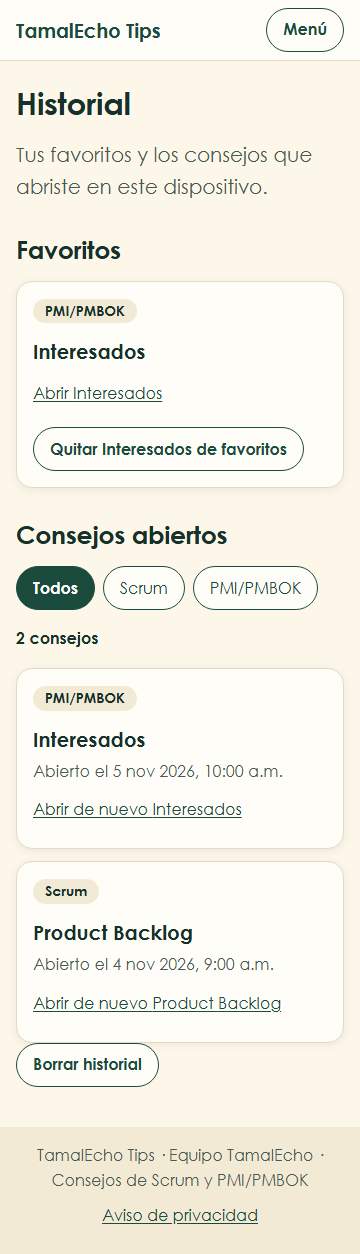 TamalEcho Tips
Menú
Historial
Tus favoritos y los consejos que
abriste en este dispositivo.
Favoritos
PMI/PMBOK
Interesados
Abrir Interesados
Quitar Interesados de favoritos
Consejos abiertos
Todos
Scrum
PMI/PMBOK
2 consejos
PMI/PMBOK
Interesados
Abierto el 5 nov 2026, 10:00 a.m.
Abrir de nuevo Interesados
Scrum
Product Backlog
Abierto el 4 nov 2026, 9:00 a.m.
Abrir de nuevo Product Backlog
Borrar historial
TamalEcho Tips · Equipo TamalEcho ·
Consejos de Scrum y PMI/PMBOK
Aviso de privacidad